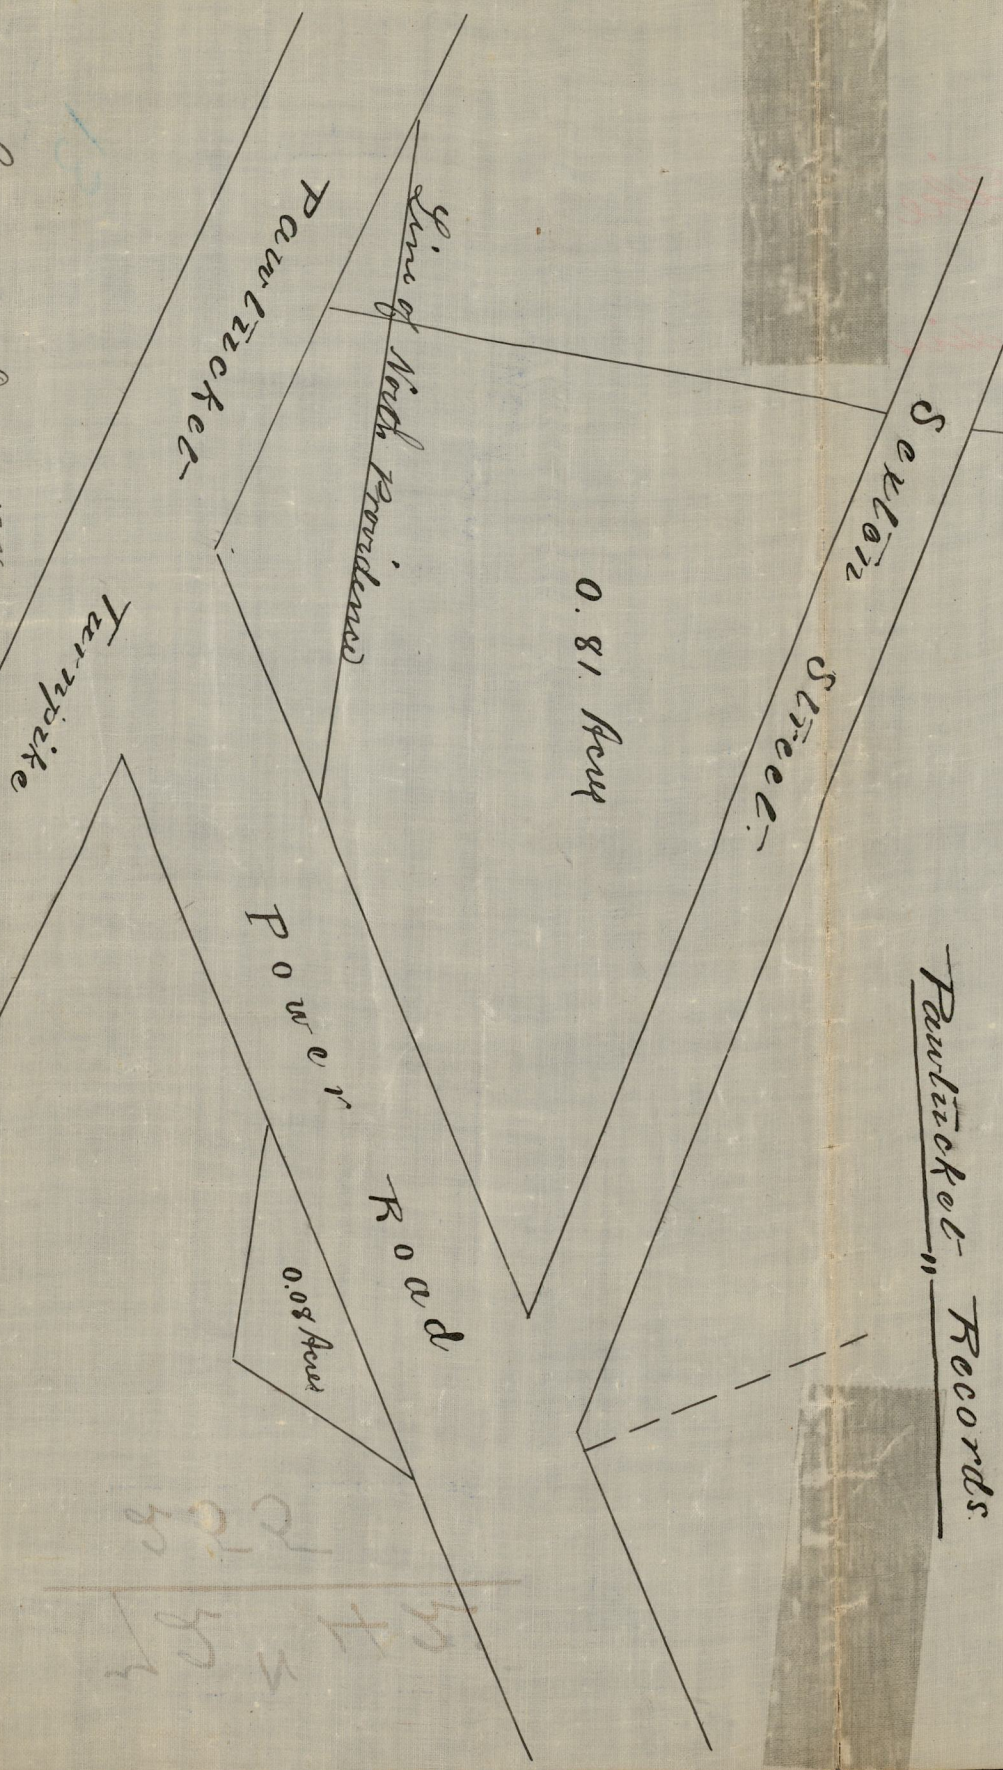 Pawtucket Records.
Sexton Street.
0.81 Acres
Line of North Providence
Pawtucket Turnpike
Power Road
0.08 Acres